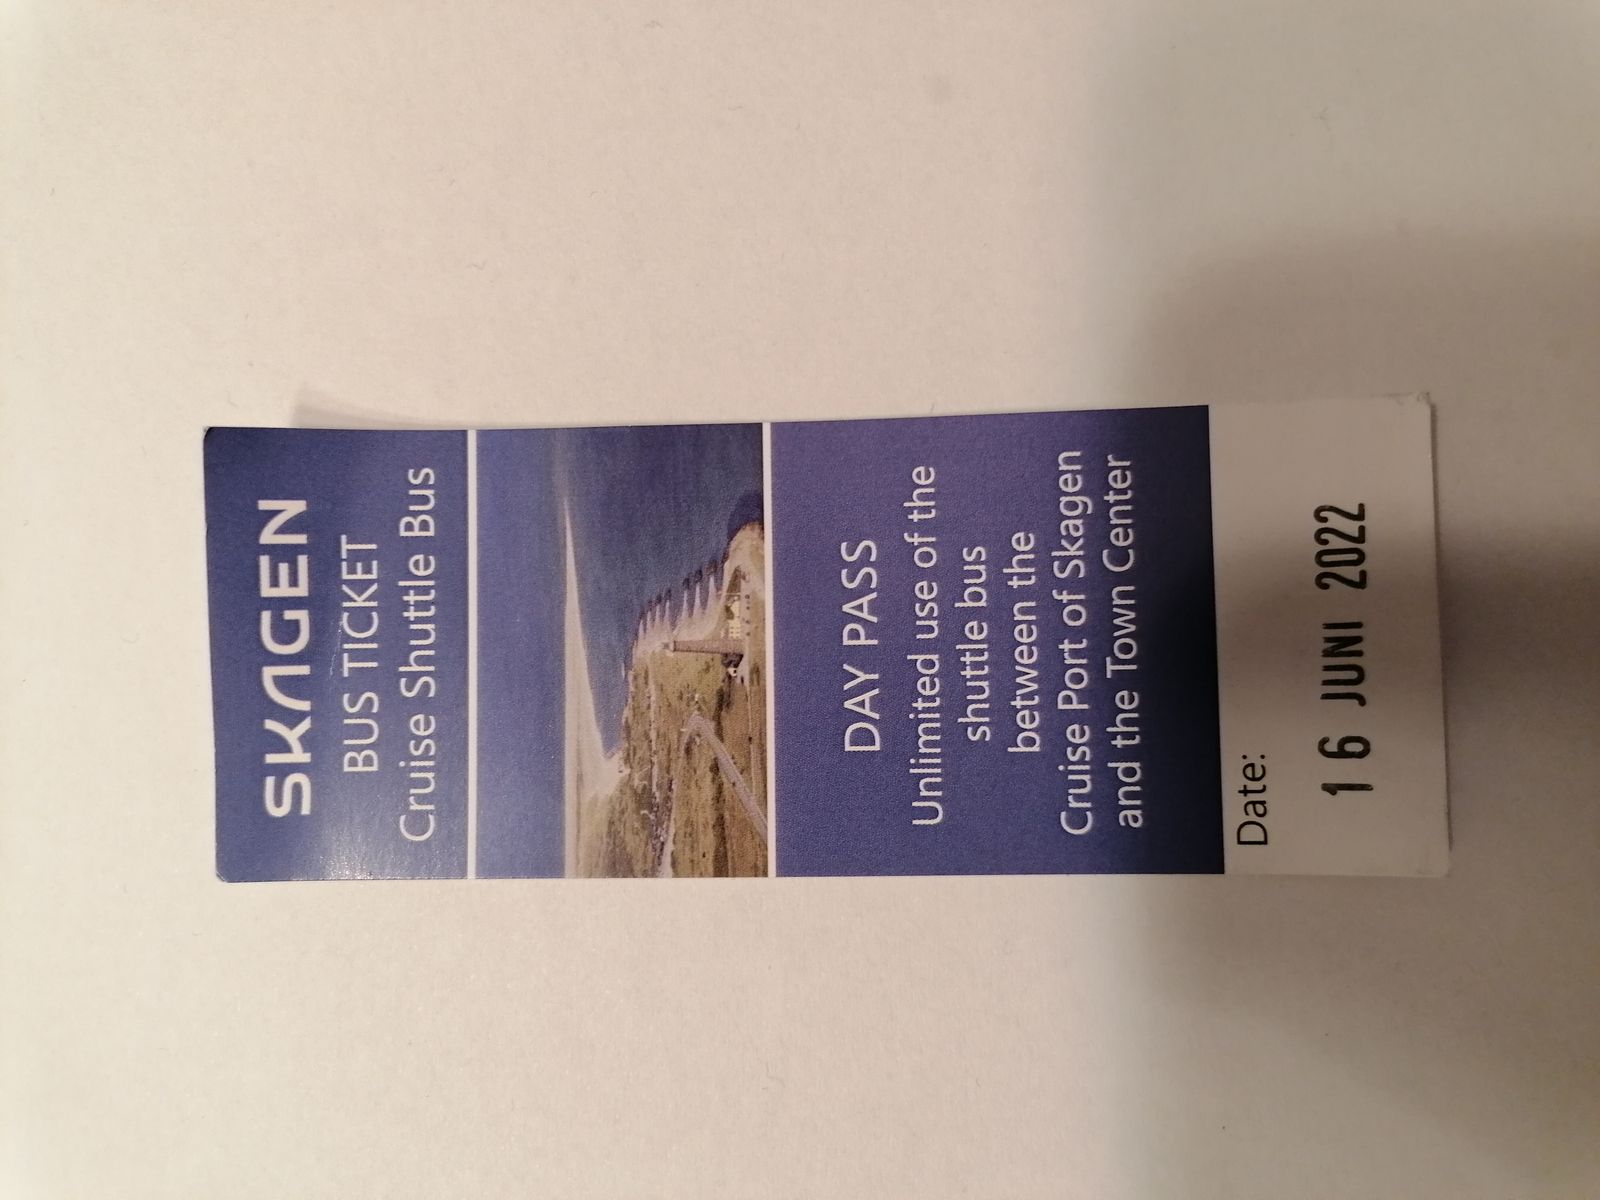 SKAGEN
BUS TICKET
Cruise Shuttle Bus
DAY PASS
Unlimited use of the
shuttle bus
between the
Cruise Port of Skagen
and the Town Center
Date:
16 JUNI 2022